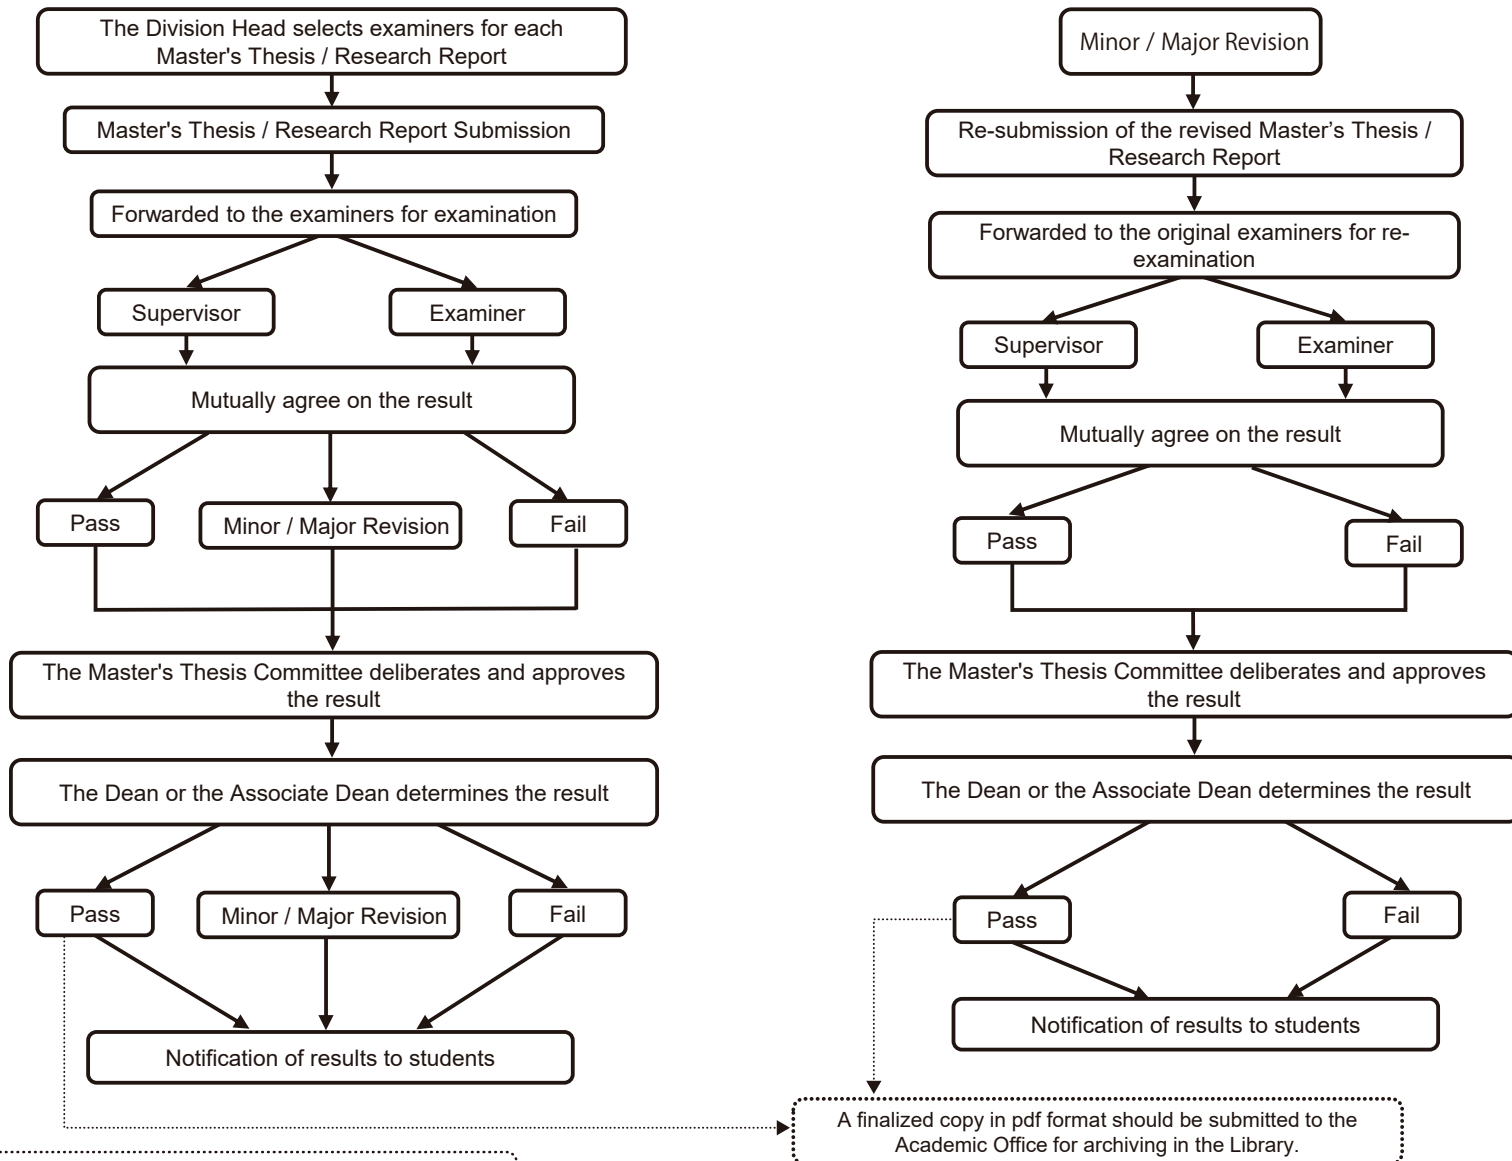 The Division Head selects examiners for each
Master's Thesis / Research Report
Master's Thesis / Research Report Submission
Forwarded to the examiners for examination
Supervisor
Examiner
Mutually agree on the result
Pass
Minor / Major Revision
Fail
The Master's Thesis Committee deliberates and approves
the result
The Dean or the Associate Dean determines the result
Pass
Minor / Major Revision
Fail
Notification of results to students
Minor / Major Revision
Re-submission of the revised Master’s Thesis /
Research Report
Forwarded to the original examiners for re-
examination
Supervisor
Examiner
Mutually agree on the result
Pass
Fail
The Master's Thesis Committee deliberates and approves
the result
The Dean or the Associate Dean determines the result
Pass
Fail
Notification of results to students
A finalized copy in pdf format should be submitted to the
Academic Office for archiving in the Library.